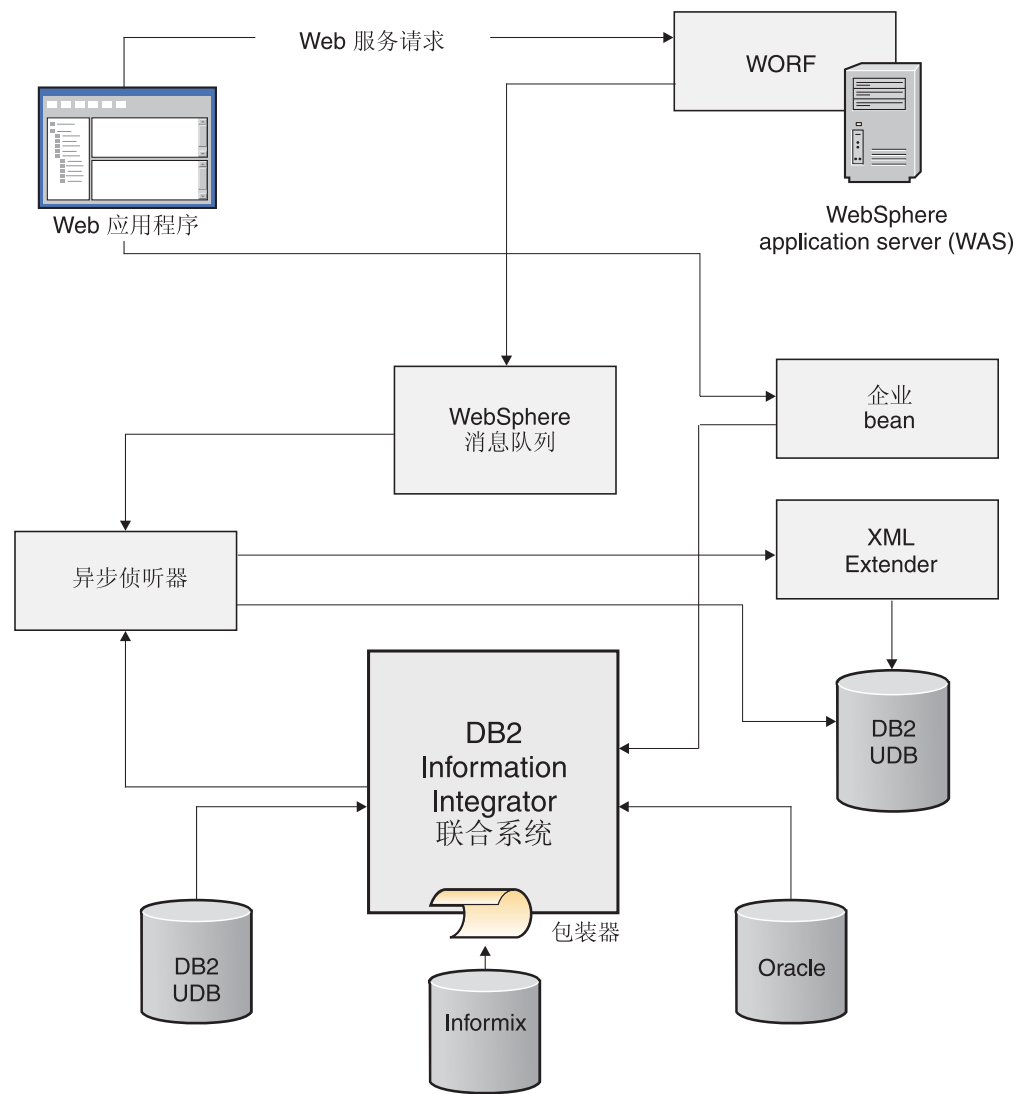 Web 服务请求
WORF
Web 应用程序
WebSphere
application server (WAS)
WebSphere
消息队列
企业
bean
异步侦听器
XML
Extender
DB2
Information
Integrator
联合系统
DB2
UDB
包装器
DB2
UDB
Informix
Oracle